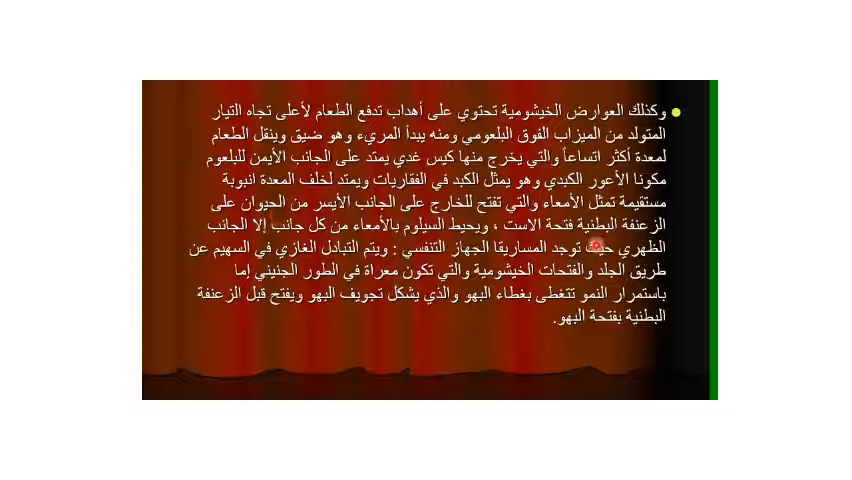 وكذلك العوارض الخيشومية تحتوي على أهداب تدفع الطعام لأعلى تجاه التيار
المتولد من الميزاب الفوق البلعومي ومنه يبدأ المريء وهو ضيق وينقل الطعام
لمعدة أكثر اتساعاً والتي يخرج منها كيس غدي يمتد على الجانب الأيمن للبلعوم
مكونا الأعور الكبدي وهو يمثل الكبد في الفقاريات ويمتد لخلف المعدة انبوبة
مستقيمة تمثل الأمعاء والتي تفتح للخارج على الجانب الأيسر من الحيوان على
الزعنفة البطنية فتحة الاست ، ويحيط السيلوم بالأمعاء من كل جانب إلا الجانب
الظهري حيث توجد المساريقا الجهاز التنفسي : ويتم التبادل الغازي في السهيم عن
طريق الجلد والفتحات الخيشومية والتي تكون معراة في الطور الجنيني إما
باستمرار النمو تتغطى بغطاء البهو والذي يشكل تجويف البهو ويفتح قبل الزعنفة
البطنية بفتحة البهو.